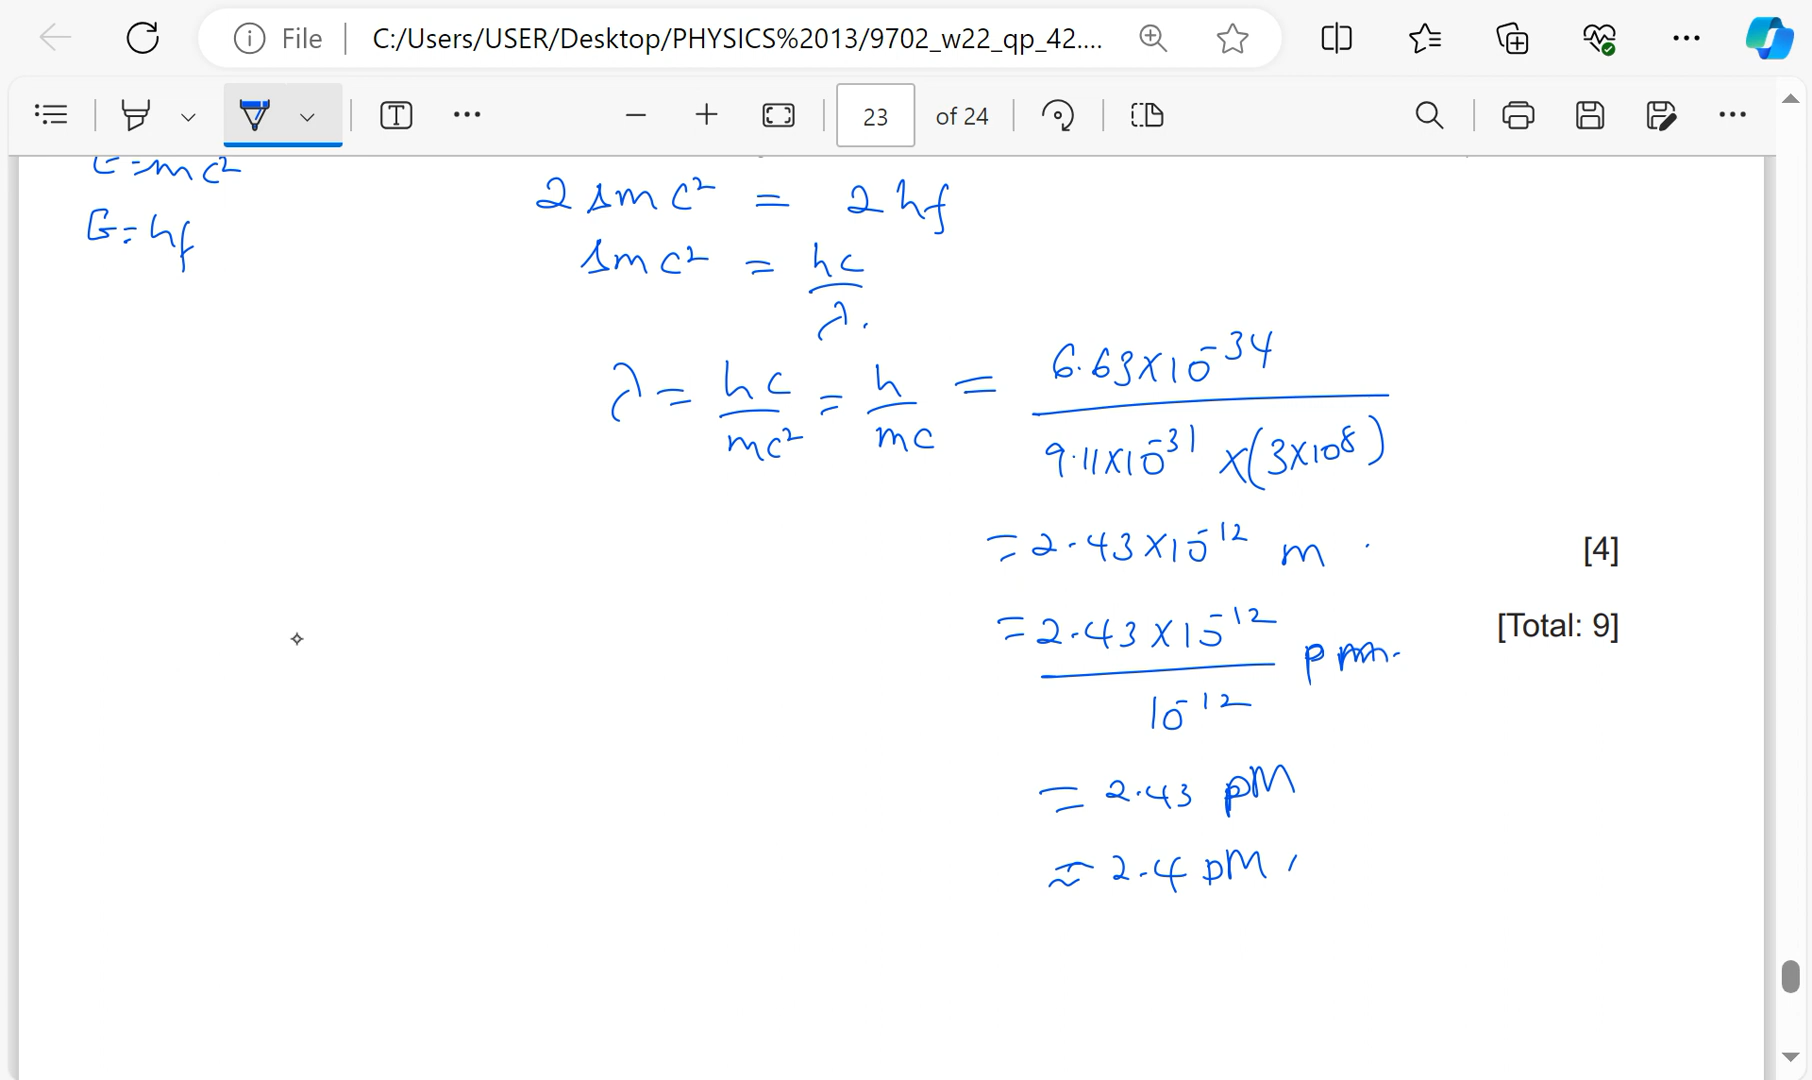 File C:/Users/USER/Desktop/PHYSICS%2013/9702_w22_qp_42....
23 of 24
E=mc²
2 Δmc² = 2hf
E=hf
Δmc² = hc/λ.
λ = hc/mc² = h/mc = 6.63×10⁻³⁴/9.11×10⁻³¹ ×(3×10⁸)
=2.43×10⁻¹² m
[4]
=2.43×10⁻¹²/10⁻¹² pm.
[Total: 9]
= 2.43 pm
≈ 2.4 pm